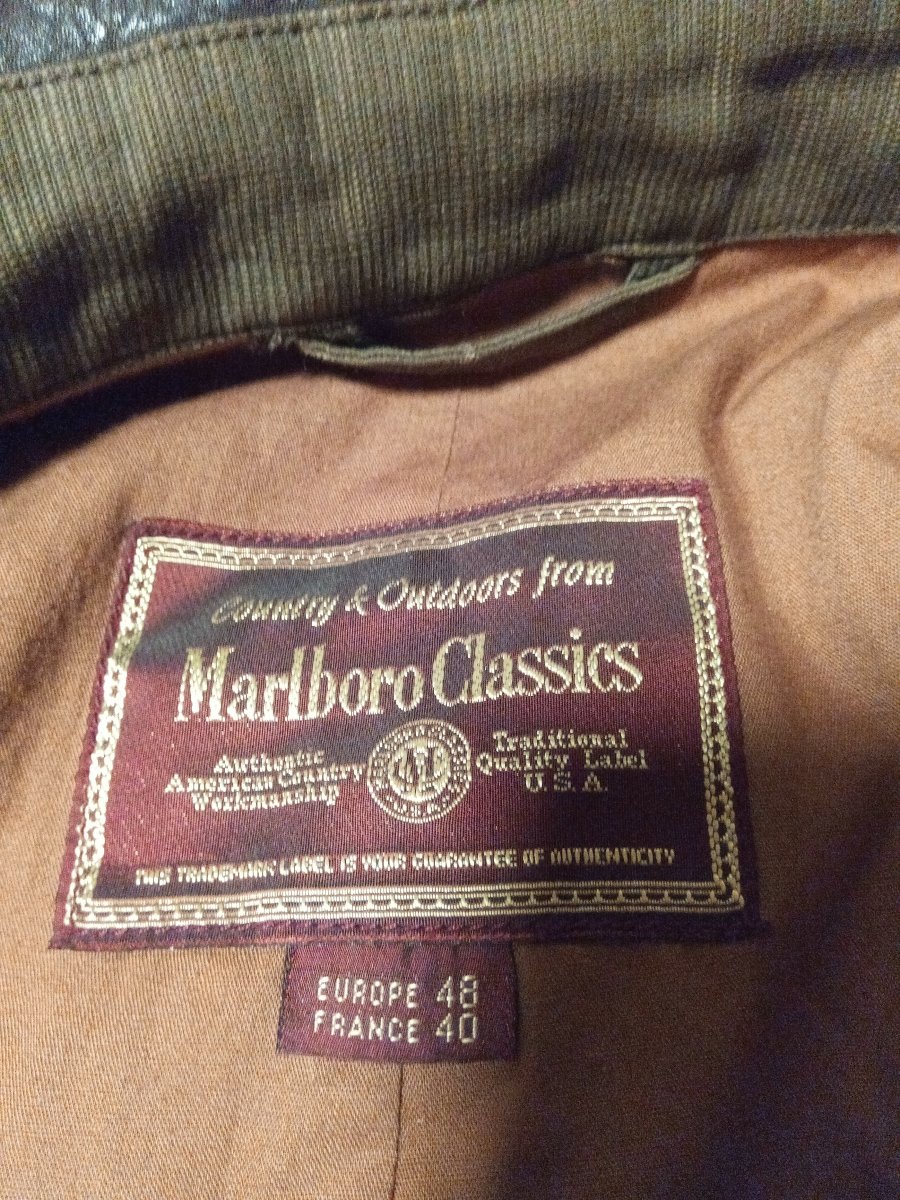 Country & Outdoors from
Marlboro Classics
Authentic
American Country
Workmanship
Traditional
Quality Label
U.S.A.
THIS TRADEMARK LABEL IS YOUR GUARANTEE OF AUTHENTICITY
EUROPE 48
FRANCE 40